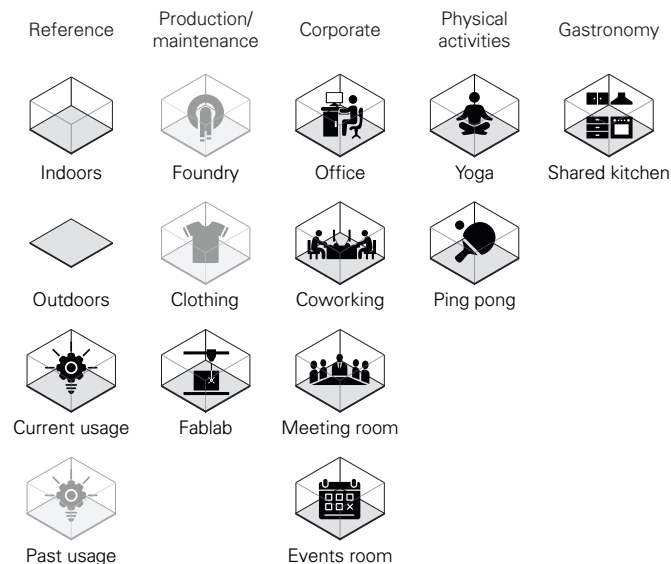 Reference
Production/
maintenance
Corporate
Physical
activities
Gastronomy
Indoors
Foundry
Office
Yoga
Shared kitchen
Outdoors
Clothing
Coworking
Ping pong
Current usage
Fablab
Meeting room
Past usage
Events room